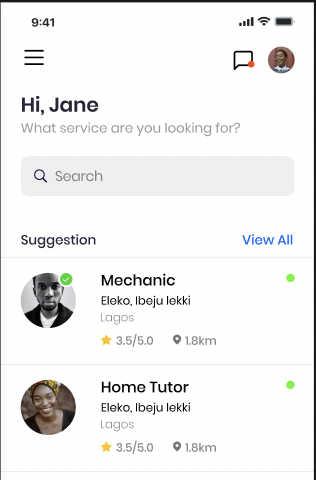 9:41
Hi, Jane
What service are you looking for?
Search
Suggestion View All
Mechanic
Eleko, Ibeju lekki
Lagos
3.5/5.0 1.8km
Home Tutor
Eleko, Ibeju lekki
Lagos
3.5/5.0 1.8km